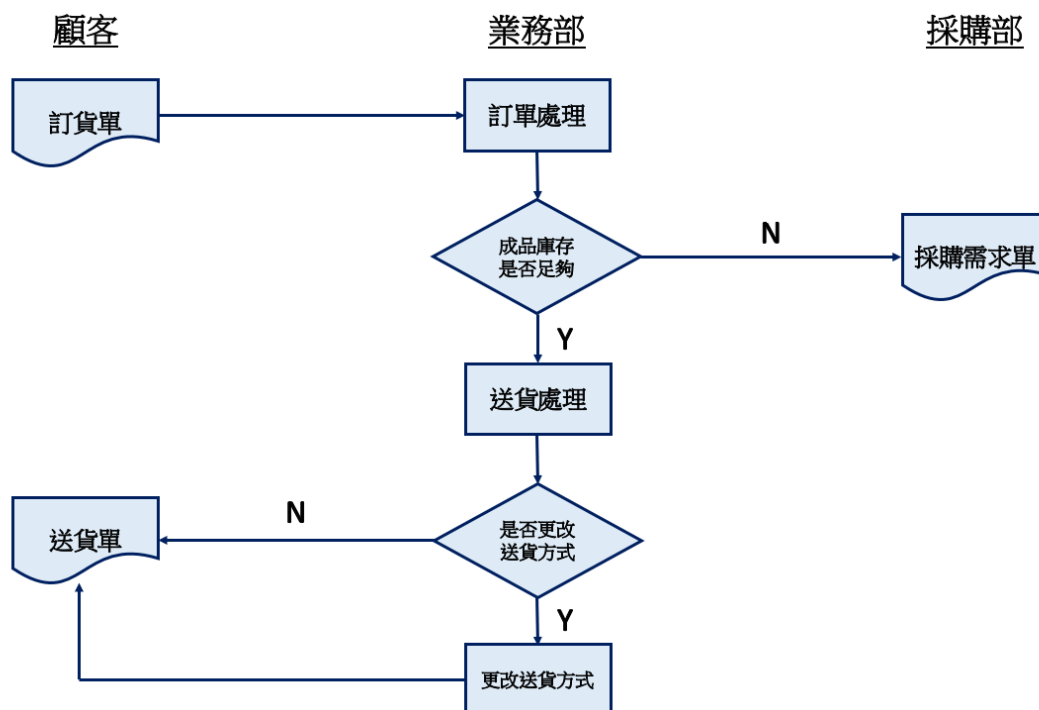 顧客
業務部
採購部
訂貨單
訂單處理
成品庫存
是否足夠
N
採購需求單
Y
送貨處理
送貨單
N
是否更改
送貨方式
Y
更改送貨方式